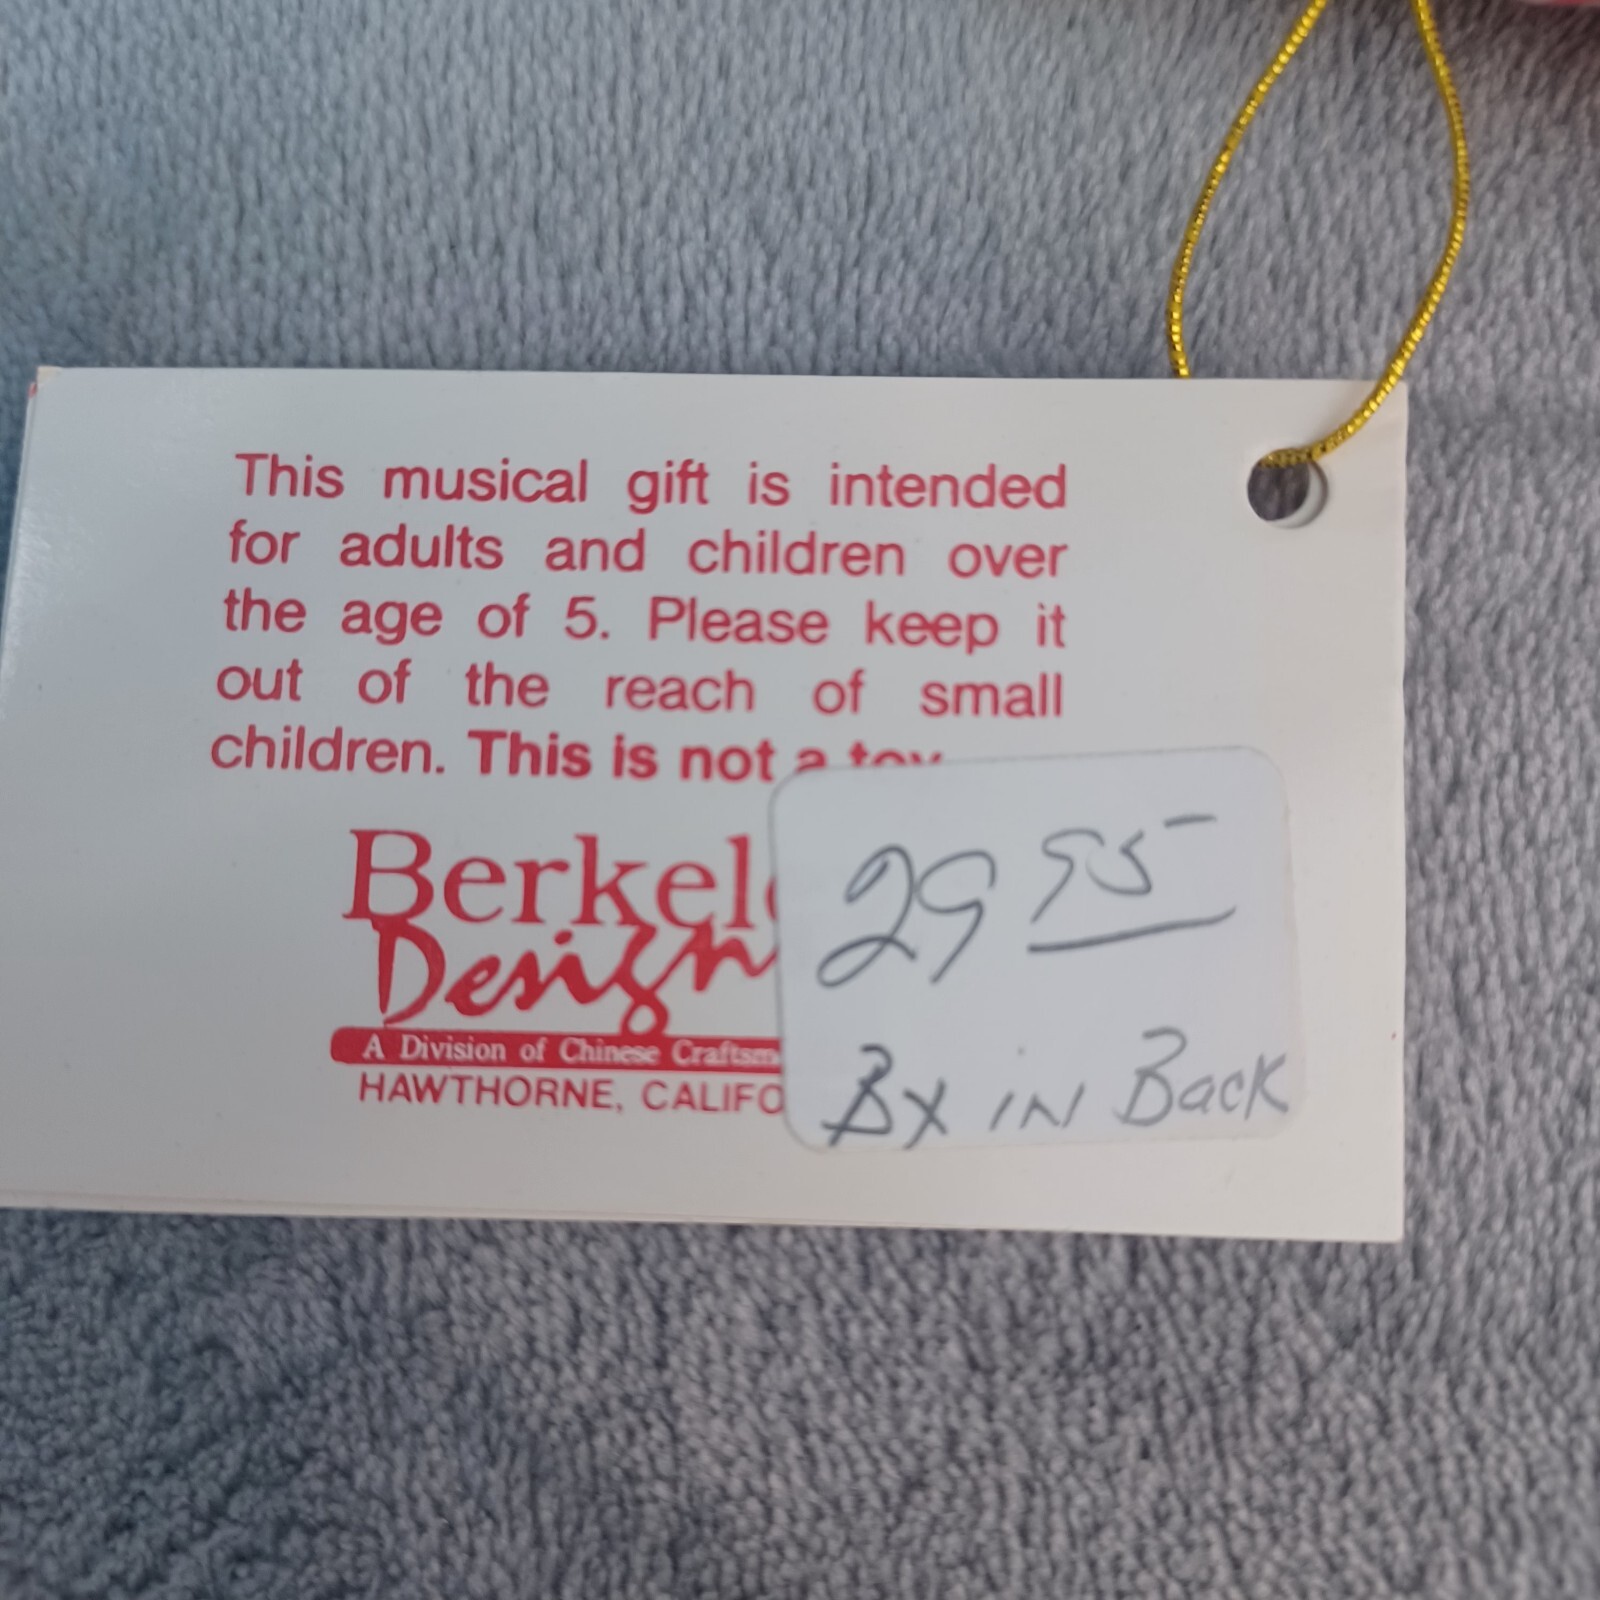 This musical gift is intended
for adults and children over
the age of 5. Please keep it
out of the reach of small
children. This is not a toy
Berkel
Design
A Division of Chinese Craftsm
HAWTHORNE, CALIFO
29 95
Bx in Back